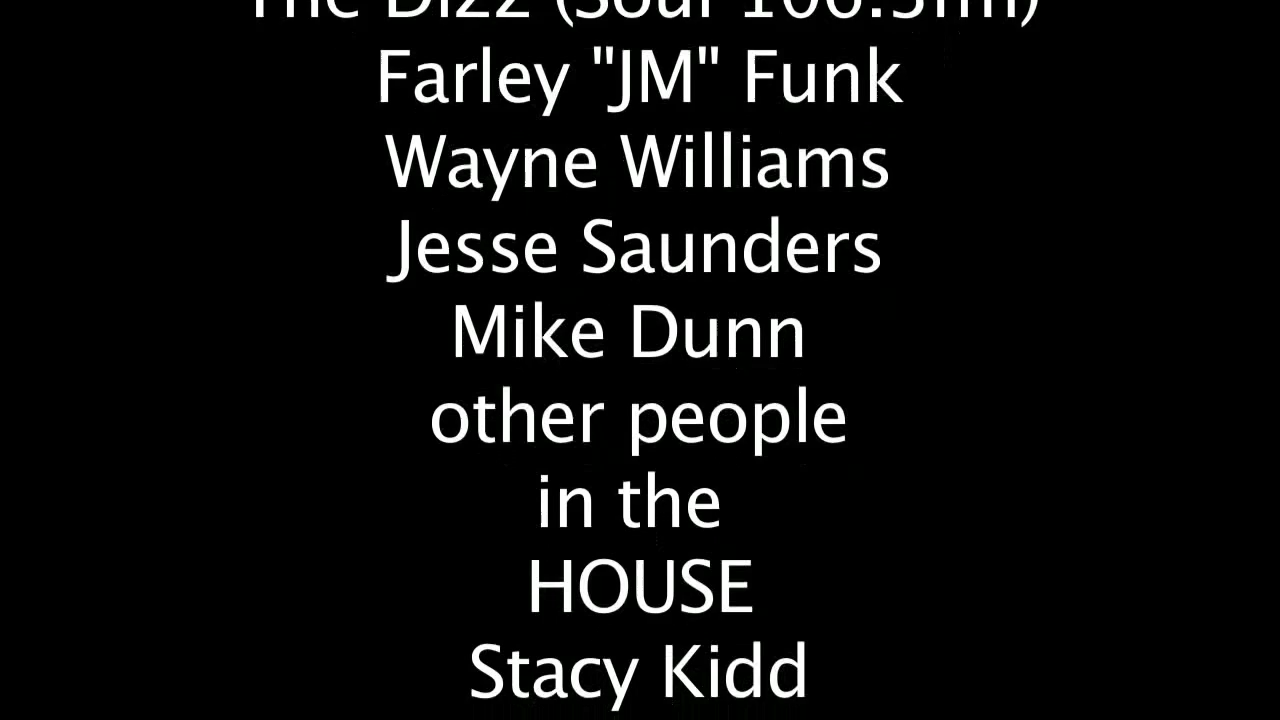 The Dizz (Soul 106.3fm)
Farley "JM" Funk
Wayne Williams
Jesse Saunders
Mike Dunn
other people
in the
HOUSE
Stacy Kidd